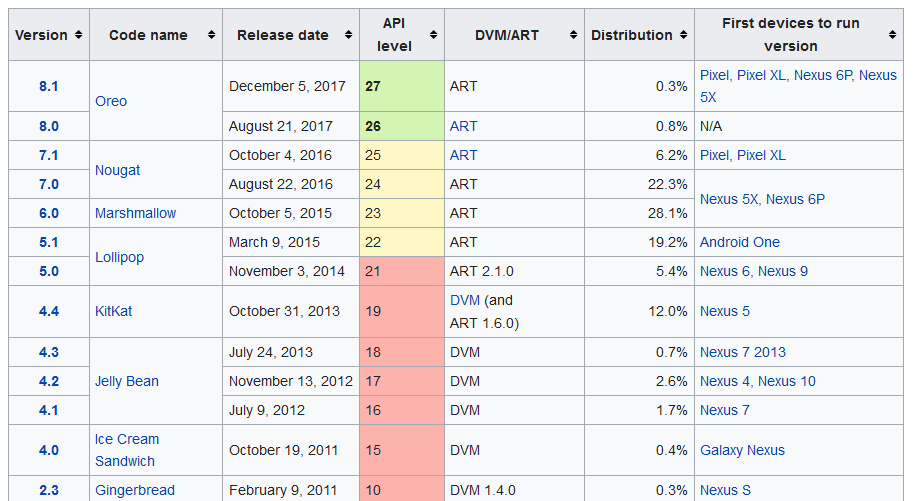 Version Code name Release date API level DVM/ART Distribution First devices to run version
8.1 Oreo December 5, 2017 27 ART 0.3% Pixel, Pixel XL, Nexus 6P, Nexus 5X
8.0 August 21, 2017 26 ART 0.8% N/A
7.1 Nougat October 4, 2016 25 ART 6.2% Pixel, Pixel XL
7.0 August 22, 2016 24 ART 22.3% Nexus 5X, Nexus 6P
6.0 Marshmallow October 5, 2015 23 ART 28.1%
5.1 Lollipop March 9, 2015 22 ART 19.2% Android One
5.0 November 3, 2014 21 ART 2.1.0 5.4% Nexus 6, Nexus 9
4.4 KitKat October 31, 2013 19 DVM (and ART 1.6.0) 12.0% Nexus 5
4.3 Jelly Bean July 24, 2013 18 DVM 0.7% Nexus 7 2013
4.2 November 13, 2012 17 DVM 2.6% Nexus 4, Nexus 10
4.1 July 9, 2012 16 DVM 1.7% Nexus 7
4.0 Ice Cream Sandwich October 19, 2011 15 DVM 0.4% Galaxy Nexus
2.3 Gingerbread February 9, 2011 10 DVM 1.4.0 0.3% Nexus S